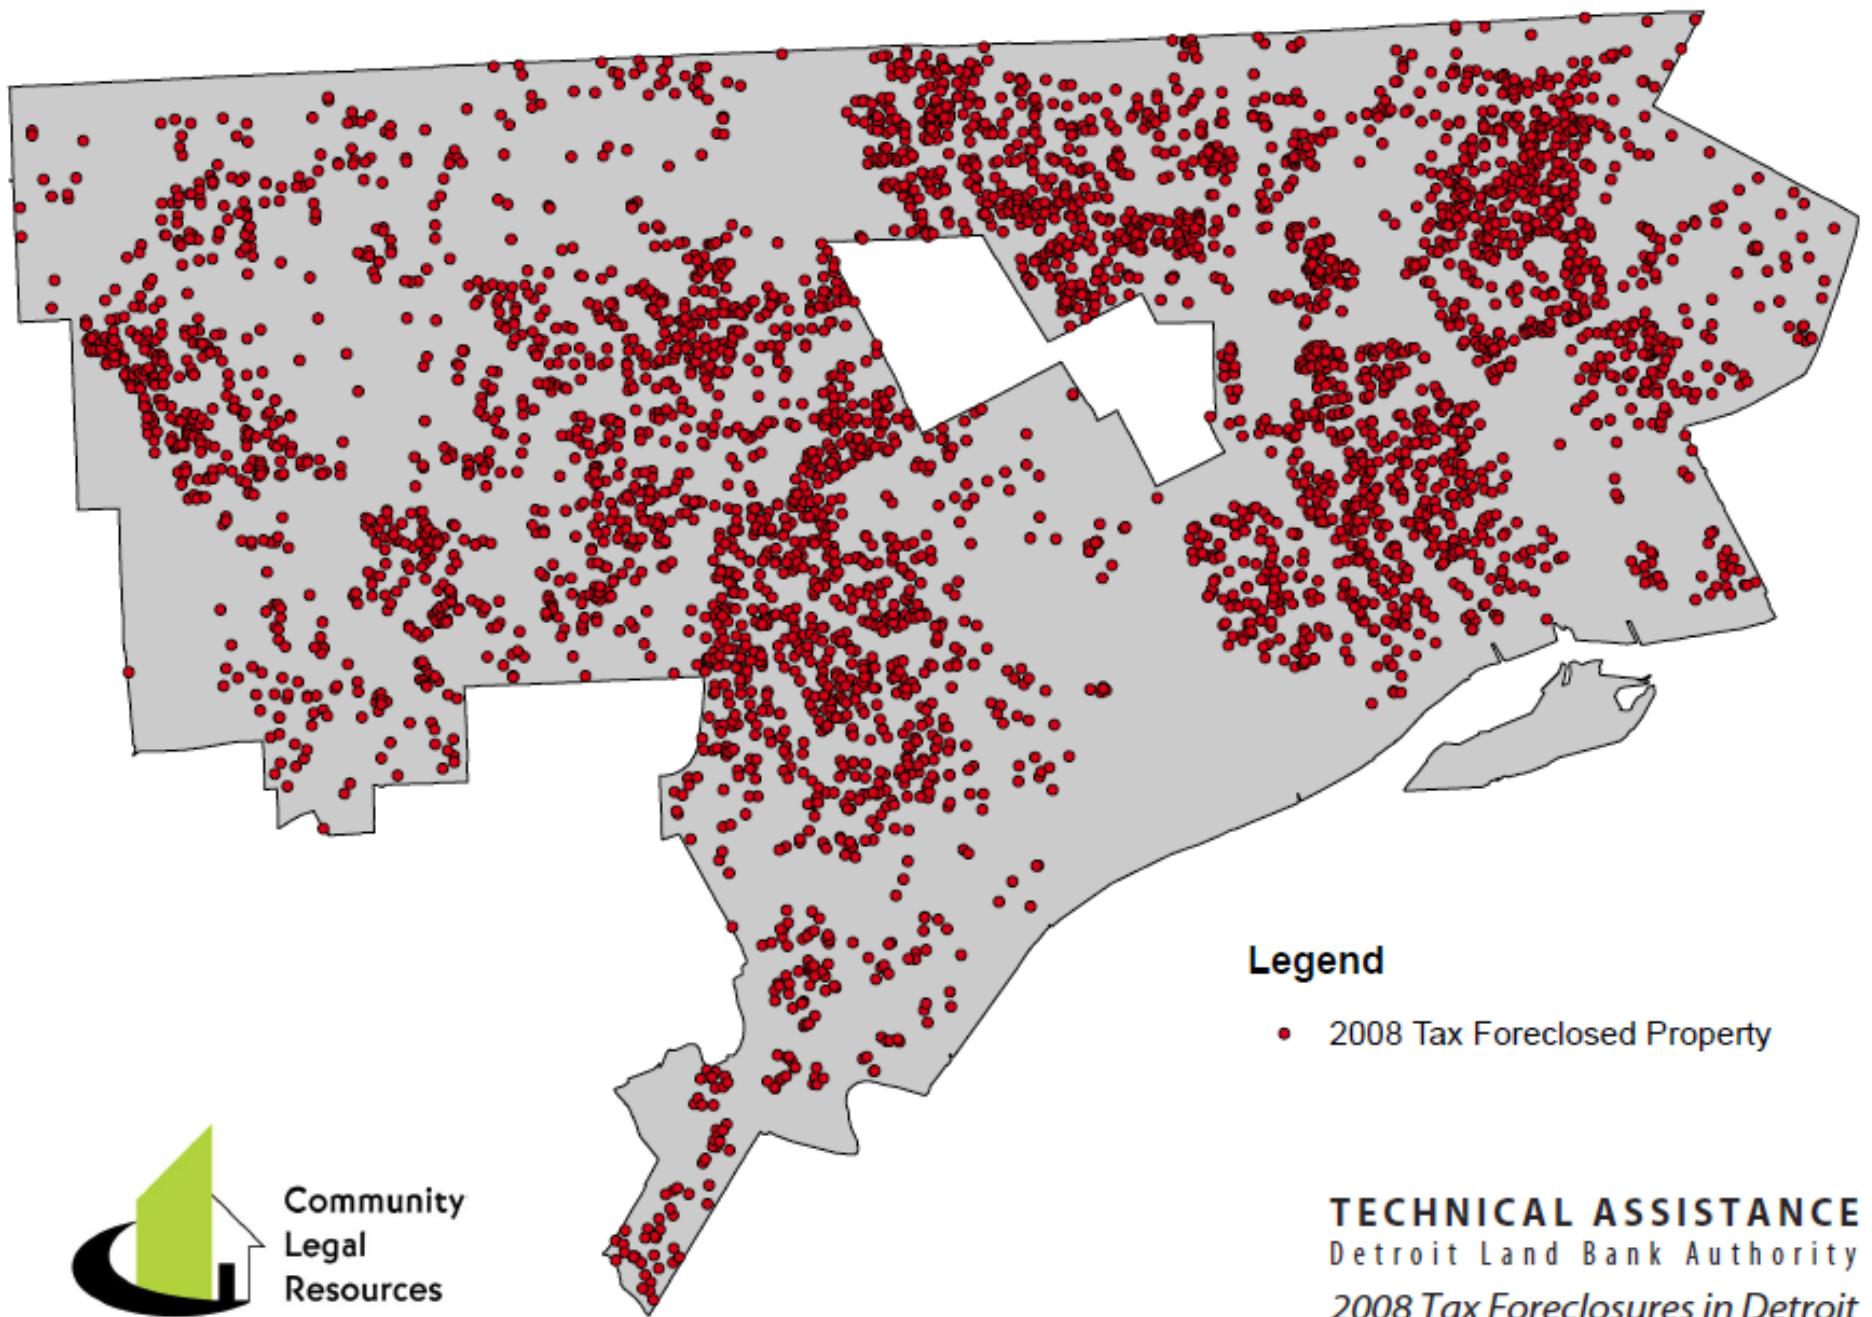 Legend
2008 Tax Foreclosed Property
Community
Legal
Resources
TECHNICAL ASSISTANCE
Detroit Land Bank Authority
2008 Tax Foreclosures in Detroit